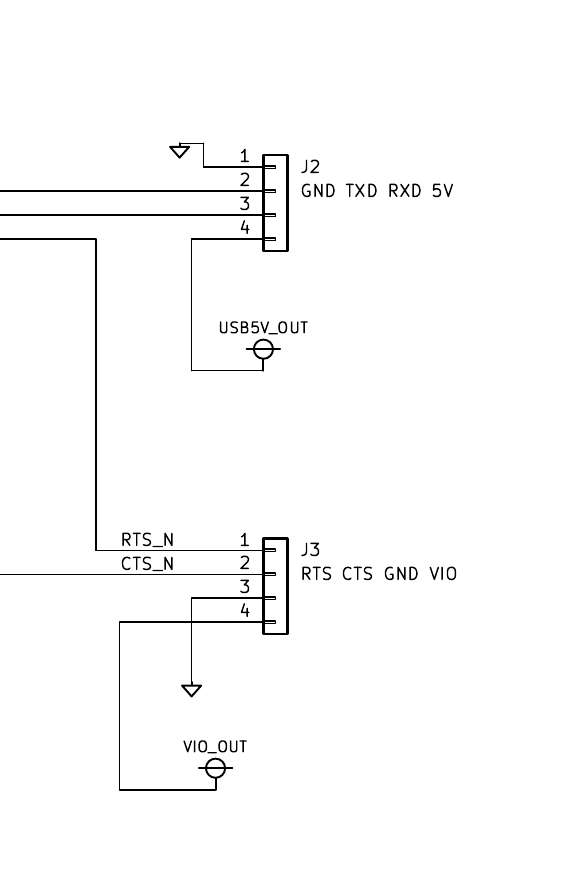 1
2
3
4
J2
GND TXD RXD 5V
USB5V_OUT
RTS_N
CTS_N
1
2
3
4
J3
RTS CTS GND VIO
VIO_OUT